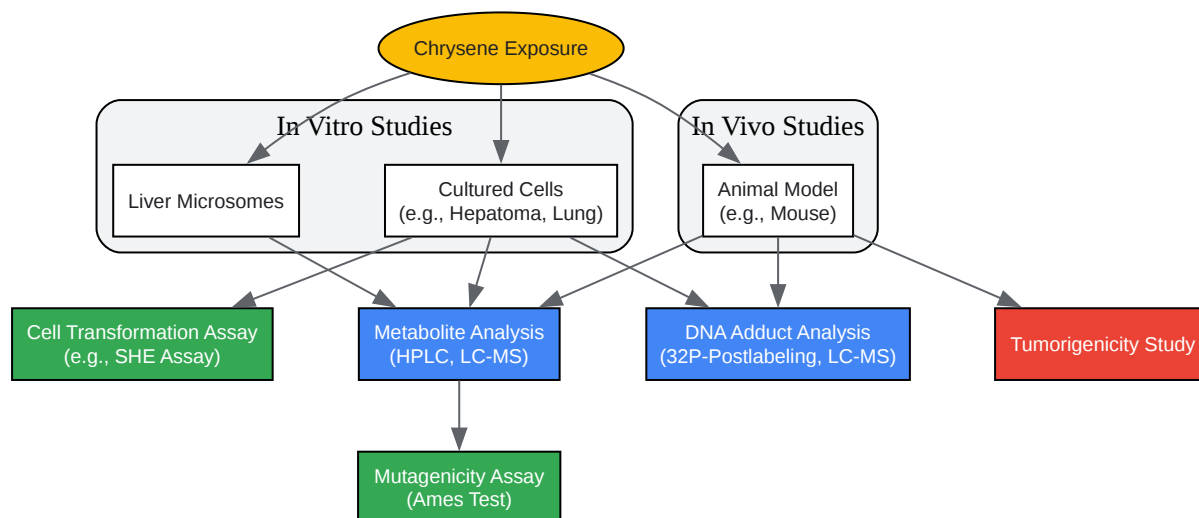 Chrysene Exposure
In Vitro Studies
In Vivo Studies
Liver Microsomes
Cultured Cells
(e.g., Hepatoma, Lung)
Animal Model
(e.g., Mouse)
Cell Transformation Assay
(e.g., SHE Assay)
Metabolite Analysis
(HPLC, LC-MS)
DNA Adduct Analysis
(32P-Postlabeling, LC-MS)
Tumorigenicity Study
Mutagenicity Assay
(Ames Test)